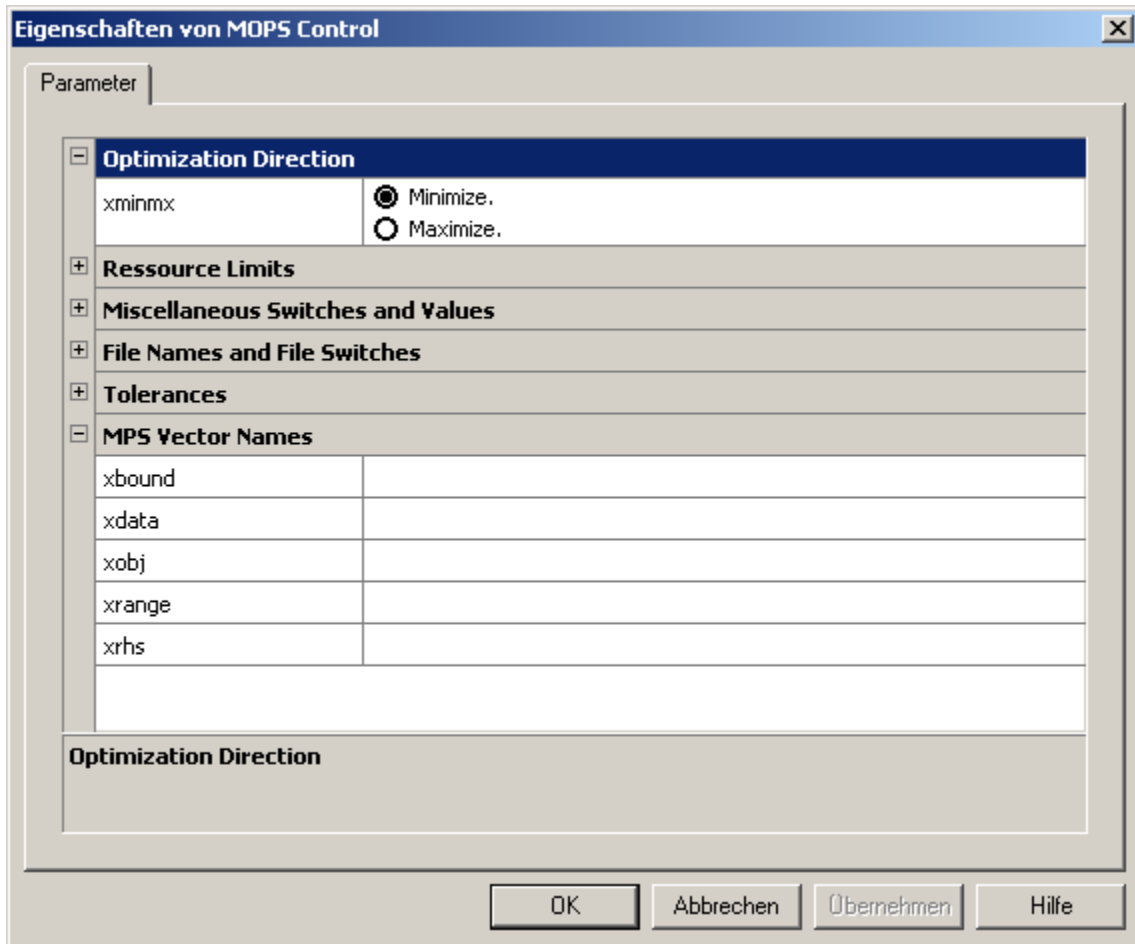 Eigenschaften von MOPS Control
Parameter
Optimization Direction
xminmx
Minimize.
Maximize.
Ressource Limits
Miscellaneous Switches and Values
File Names and File Switches
Tolerances
MPS Vector Names
xbound
xdata
xobj
xrange
xrhs
Optimization Direction
OK Abbrechen Übernehmen Hilfe